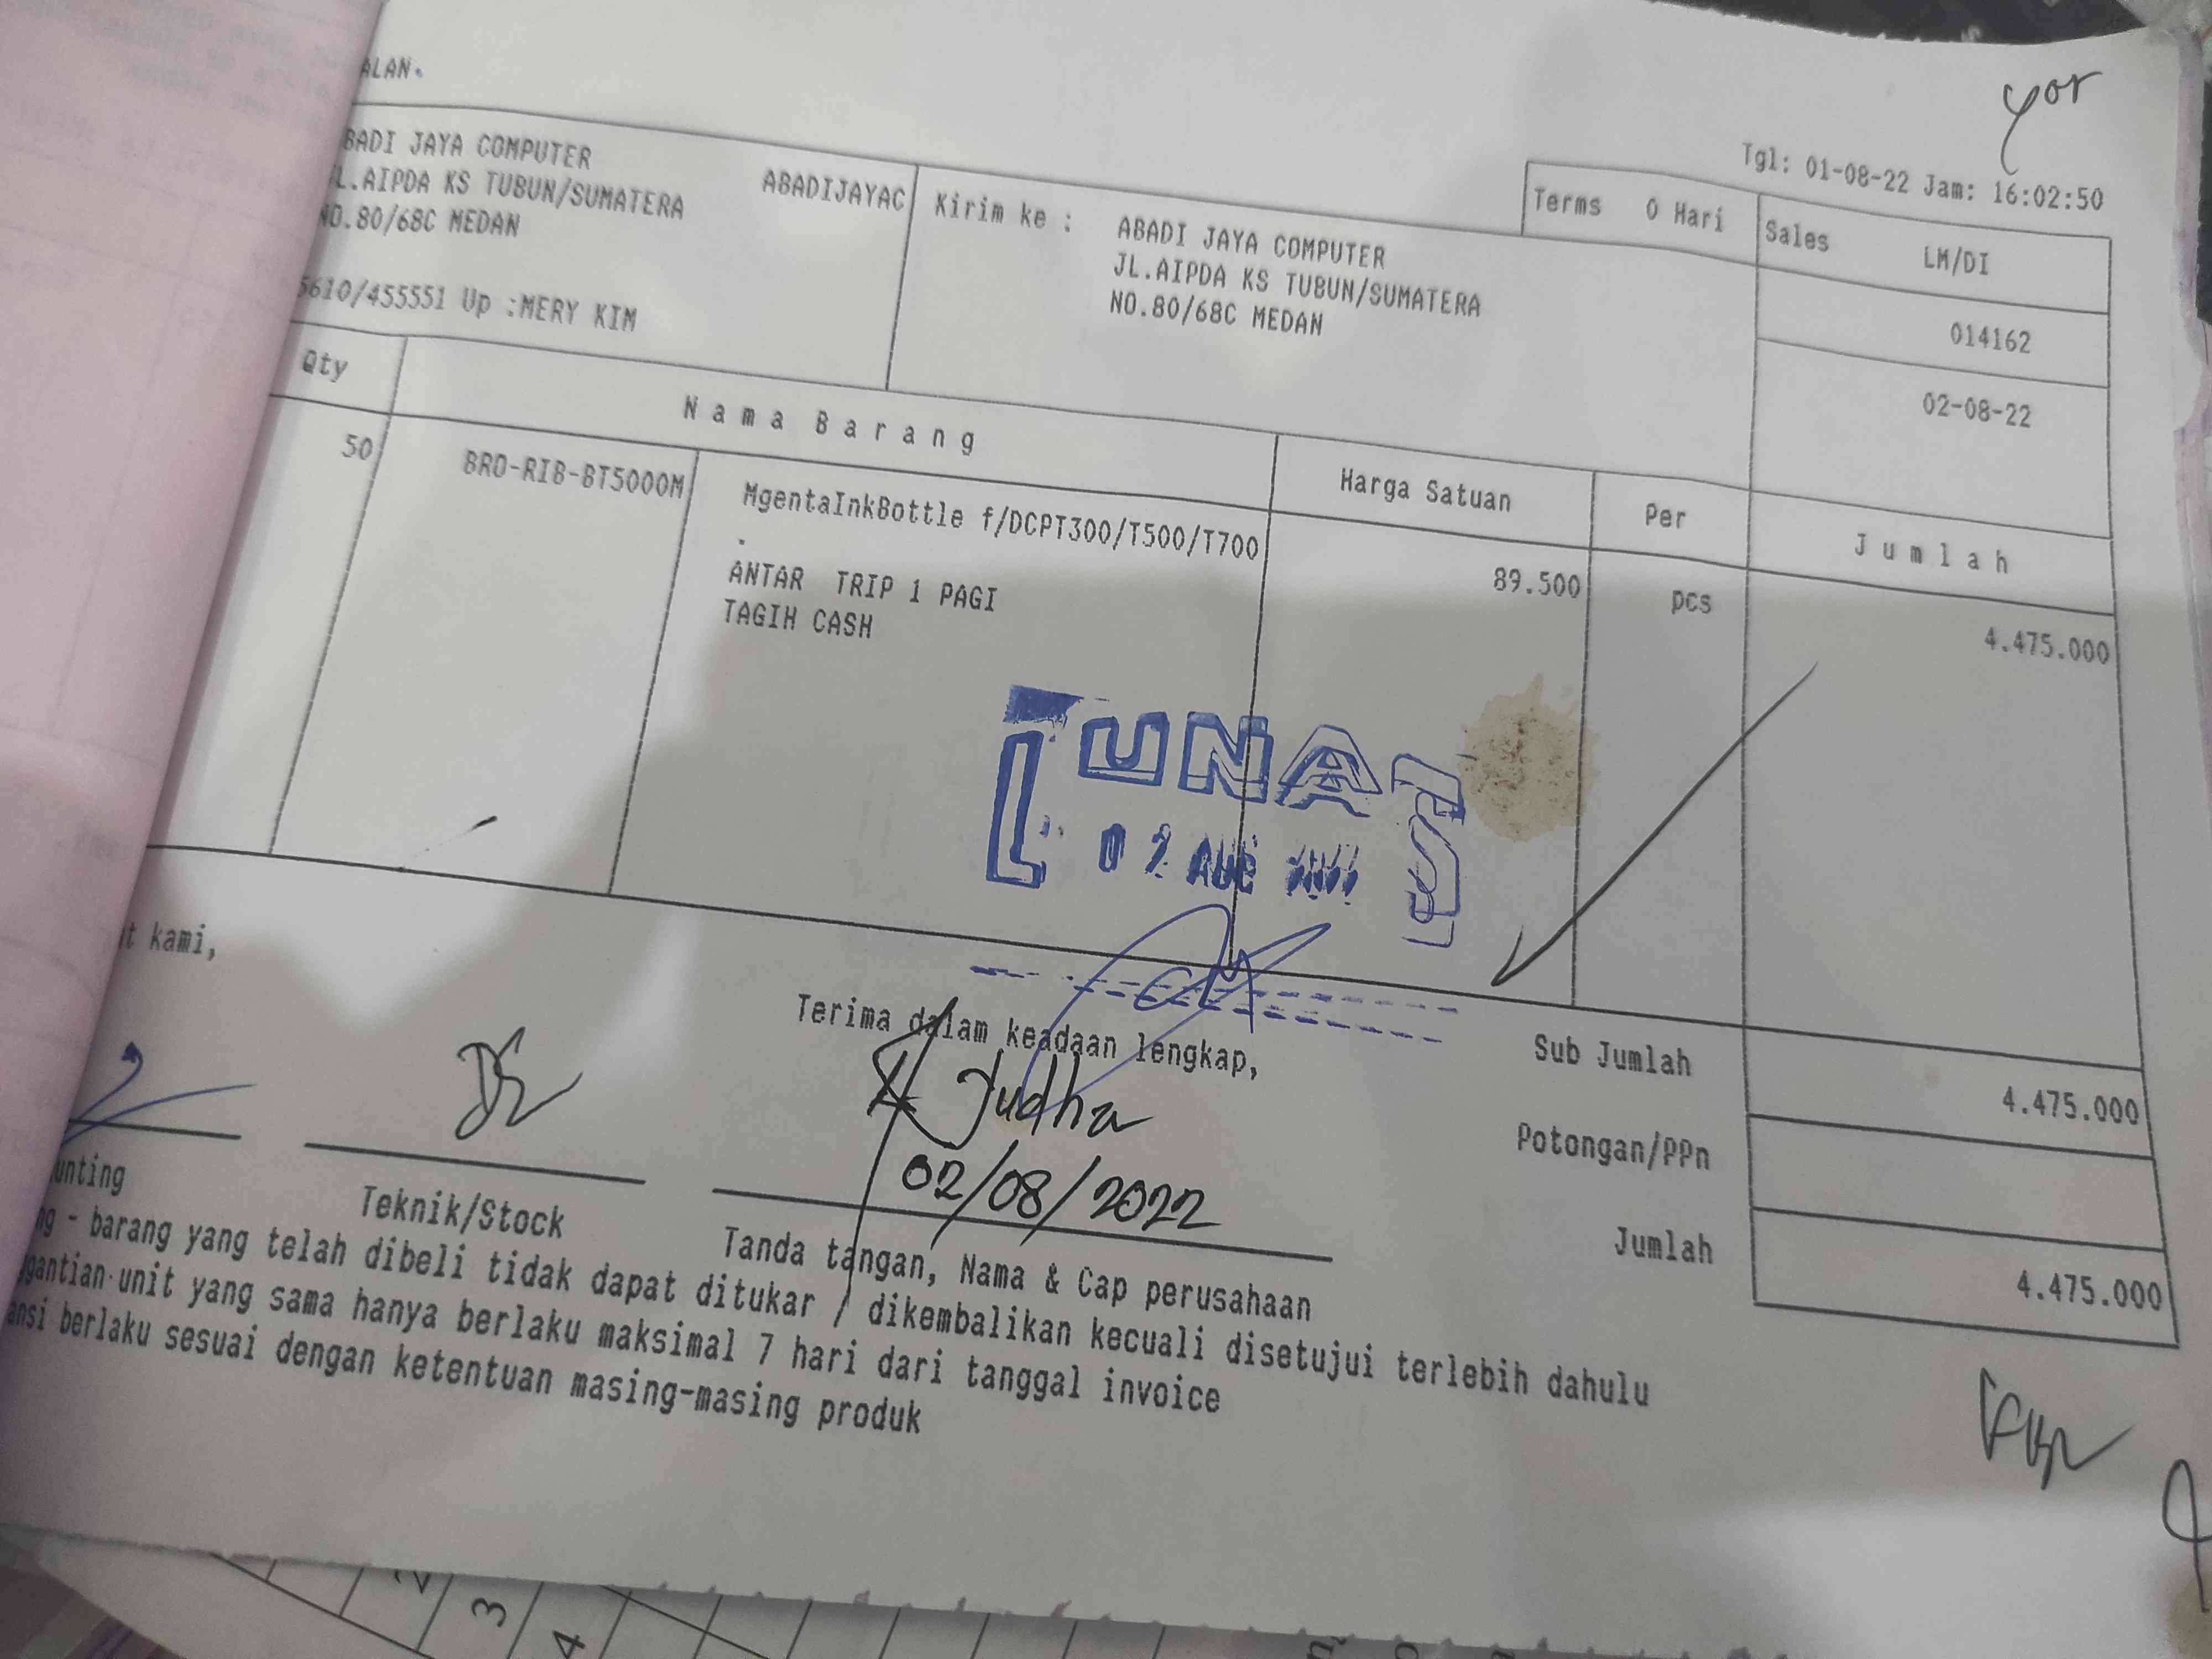 ALAN.
yor
Tgl: 01-08-22 Jam: 16:02:50
BADI JAYA COMPUTER
ABADIJAYAC
L.AIPDA KS TUBUN/SUMATERA
NO.80/68C MEDAN
5610/455551 Up :MERY KIM
Kirim ke : ABADI JAYA COMPUTER
JL.AIPDA KS TUBUN/SUMATERA
NO.80/68C MEDAN
Terms 0 Hari
Sales LM/DI
014162
02-08-22
Qty Nama Barang Harga Satuan Per Jumlah
50 BRO-RIB-BT5000M MgentaInkBottle f/DCPT300/T500/T700 89.500 pcs 4.475.000
.
ANTAR TRIP 1 PAGI
TAGIH CASH
LUNAS
02 AUG
t kami,
Terima dalam keadaan lengkap,
Judha
02/08/2022
unting
Teknik/Stock
Tanda tangan, Nama & Cap perusahaan
Sub Jumlah 4.475.000
Potongan/PPn
Jumlah 4.475.000
ng - barang yang telah dibeli tidak dapat ditukar / dikembalikan kecuali disetujui terlebih dahulu
gantian unit yang sama hanya berlaku maksimal 7 hari dari tanggal invoice
ansi berlaku sesuai dengan ketentuan masing-masing produk
2
3
4